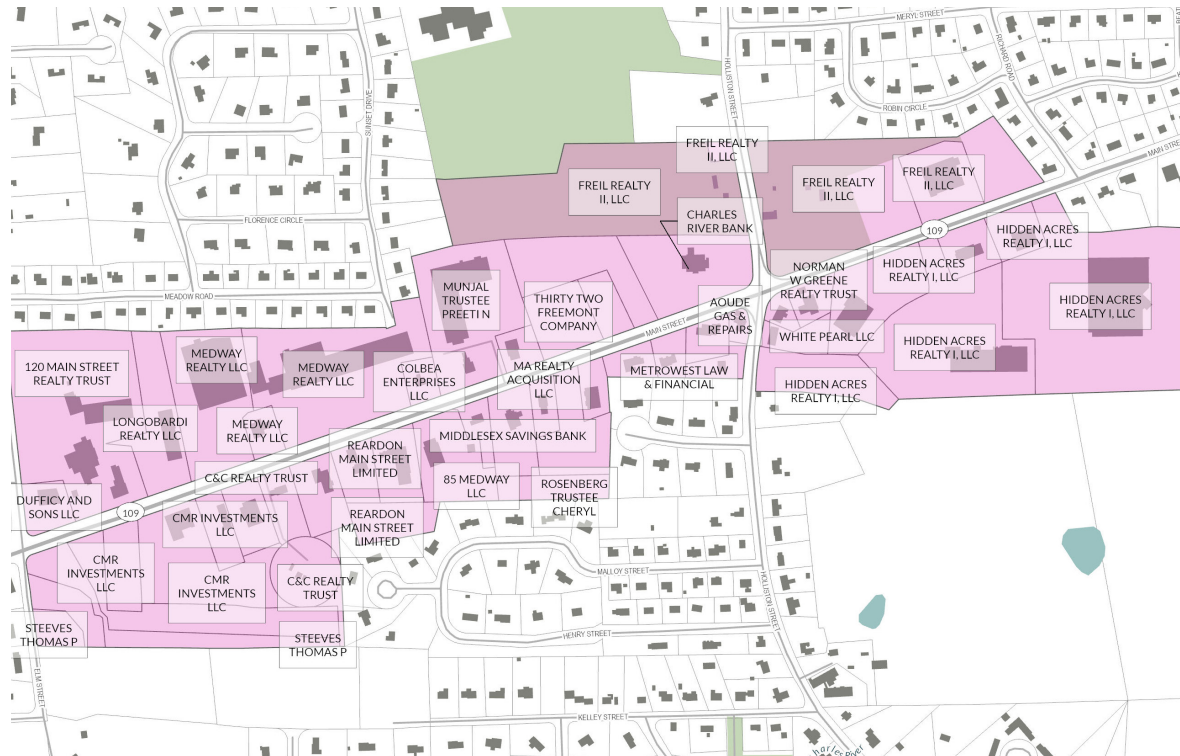 MERYL STREET
HOLLISTON STREET
RICHARD ROAD
SUNSET DRIVE
ROBIN CIRCLE
FREIL REALTY
II, LLC
MAIN STRE
FREIL REALTY
II, LLC
FREIL REALTY
II, LLC
FREIL REALTY
II, LLC
CHARLES
RIVER BANK
FLORENCE CIRCLE
109
HIDDEN ACRES
REALTY I, LLC
NORMAN
W GREENE
REALTY TRUST
HIDDEN ACRES
REALTY I, LLC
MEADOW ROAD
MUNJAL
TRUSTEE
PREETI N
THIRTY TWO
FREEMONT
COMPANY
AOUDE
GAS &
REPAIRS
HIDDEN ACRES
REALTY I, LLC
MAIN STREET
WHITE PEARL LLC
HIDDEN ACRES
REALTY I, LLC
120 MAIN STREET
REALTY TRUST
MEDWAY
REALTY LLC
MEDWAY
REALTY LLC
COLBEA
ENTERPRISES
LLC
MA REALTY
ACQUISITION
LLC
METROWEST LAW
& FINANCIAL
HIDDEN ACRES
REALTY I, LLC
LONGOBARDI
REALTY LLC
MEDWAY
REALTY LLC
MIDDLESEX SAVINGS BANK
REARDON
MAIN STREET
LIMITED
C&C REALTY TRUST
85 MEDWAY
LLC
ROSENBERG
TRUSTEE
CHERYL
DUFFICY AND
SONS LLC
109
CMR INVESTMENTS
LLC
REARDON
MAIN STREET
LIMITED
CMR
INVESTMENTS
LLC
CMR
INVESTMENTS
LLC
C&C REALTY
TRUST
MALLOY STREET
HOLLISTON STREET
STEEVES
THOMAS P
STEEVES
THOMAS P
HENRY STREET
ELM STREET
KELLEY STREET
harles River